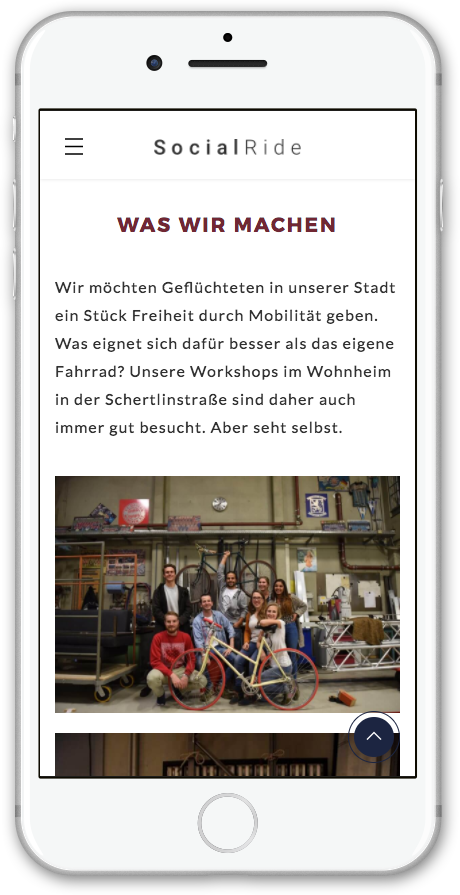 SocialRide
WAS WIR MACHEN
Wir möchten Geflüchteten in unserer Stadt
ein Stück Freiheit durch Mobilität geben.
Was eignet sich dafür besser als das eigene
Fahrrad? Unsere Workshops im Wohnheim
in der Schertlinstraße sind daher auch
immer gut besucht. Aber seht selbst.